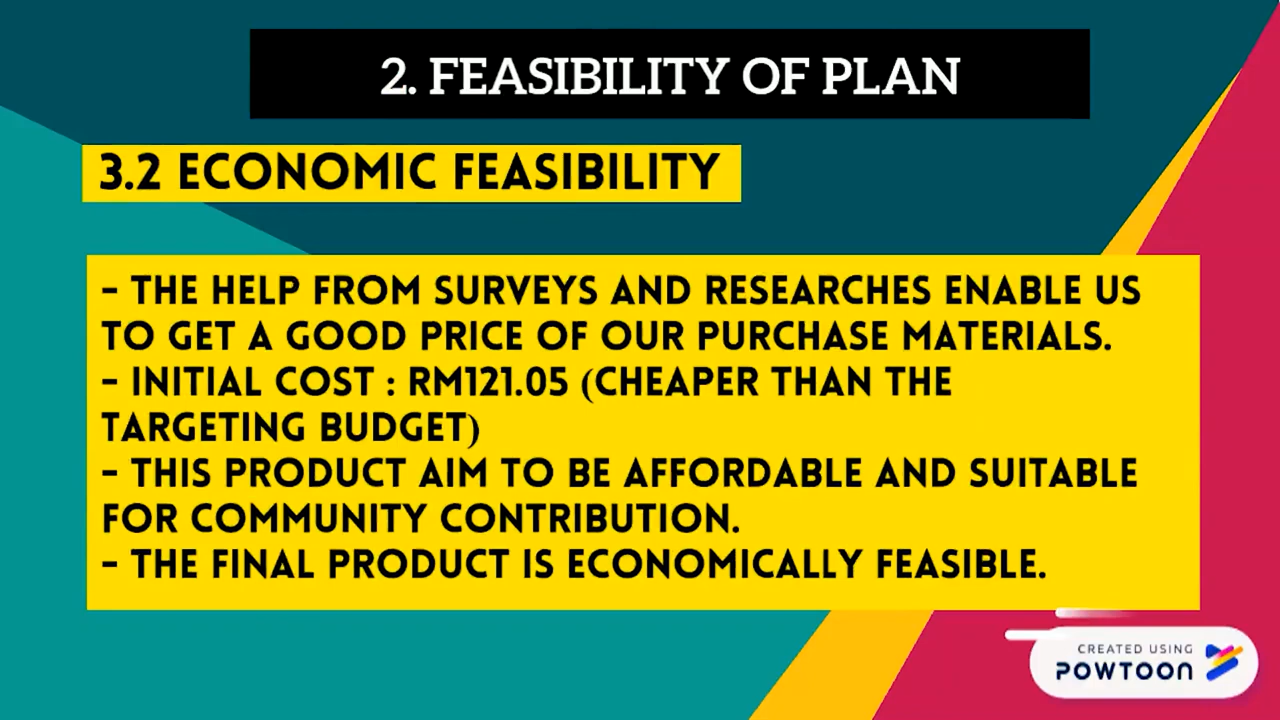 2. FEASIBILITY OF PLAN
3.2 ECONOMIC FEASIBILITY
- THE HELP FROM SURVEYS AND RESEARCHES ENABLE US
TO GET A GOOD PRICE OF OUR PURCHASE MATERIALS.
- INITIAL COST : RM121.05 (CHEAPER THAN THE
TARGETING BUDGET)
- THIS PRODUCT AIM TO BE AFFORDABLE AND SUITABLE
FOR COMMUNITY CONTRIBUTION.
- THE FINAL PRODUCT IS ECONOMICALLY FEASIBLE.
CREATED USING
POWTOON